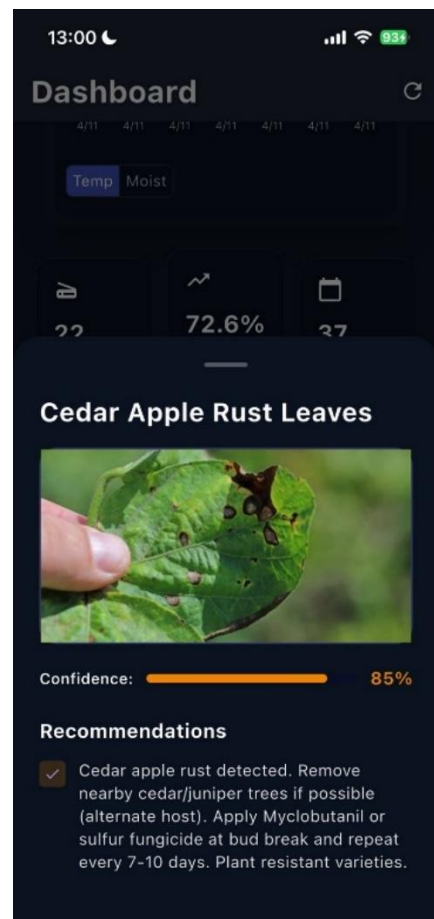 13:00
93
Dashboard
4/11 4/11 4/11 4/11 4/11 4/11 4/11
Temp Moist
22 72.6% 37
Cedar Apple Rust Leaves
Confidence: 85%
Recommendations
Cedar apple rust detected. Remove
nearby cedar/juniper trees if possible
(alternate host). Apply Myclobutanil or
sulfur fungicide at bud break and repeat
every 7-10 days. Plant resistant varieties.